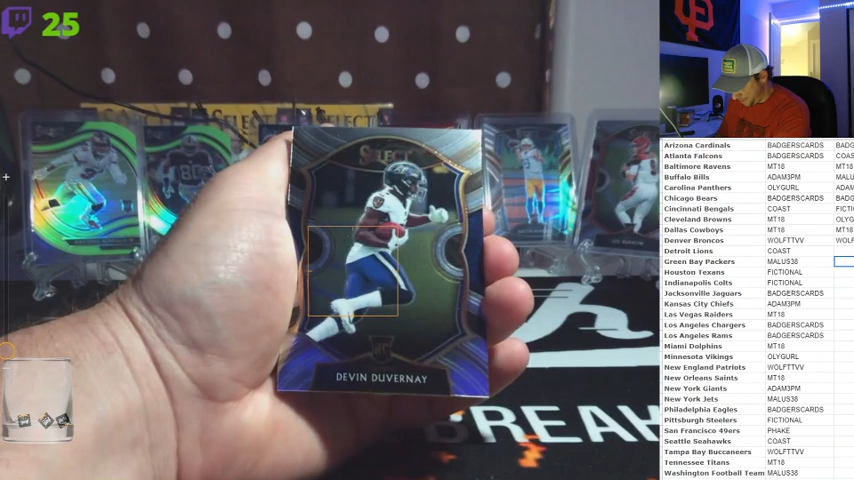 25
SELECT
RC
DEVIN DUVERNAY
BREAK
Arizona Cardinals BADGERSCARDS
Atlanta Falcons BADGERSCARDS
Baltimore Ravens MT18 MT18
Buffalo Bills ADAM3PM
Carolina Panthers OLYGURL
Chicago Bears BADGERSCARDS
Cincinnati Bengals COAST
Cleveland Browns MT18
Dallas Cowboys MT18 MT18
Denver Broncos WOLFTTVV
Detroit Lions COAST
Green Bay Packers MALUS38
Houston Texans FICTIONAL
Indianapolis Colts FICTIONAL
Jacksonville Jaguars BADGERSCARDS
Kansas City Chiefs ADAM3PM
Las Vegas Raiders MT18
Los Angeles Chargers BADGERSCARDS
Los Angeles Rams BADGERSCARDS
Miami Dolphins MT18
Minnesota Vikings OLYGURL
New England Patriots WOLFTTVV
New Orleans Saints MT18
New York Giants ADAM3PM
New York Jets MALUS38
Philadelphia Eagles BADGERSCARDS
Pittsburgh Steelers FICTIONAL
San Francisco 49ers PHAKE
Seattle Seahawks COAST
Tampa Bay Buccaneers WOLFTTVV
Tennessee Titans MT18
Washington Football Team MALUS38